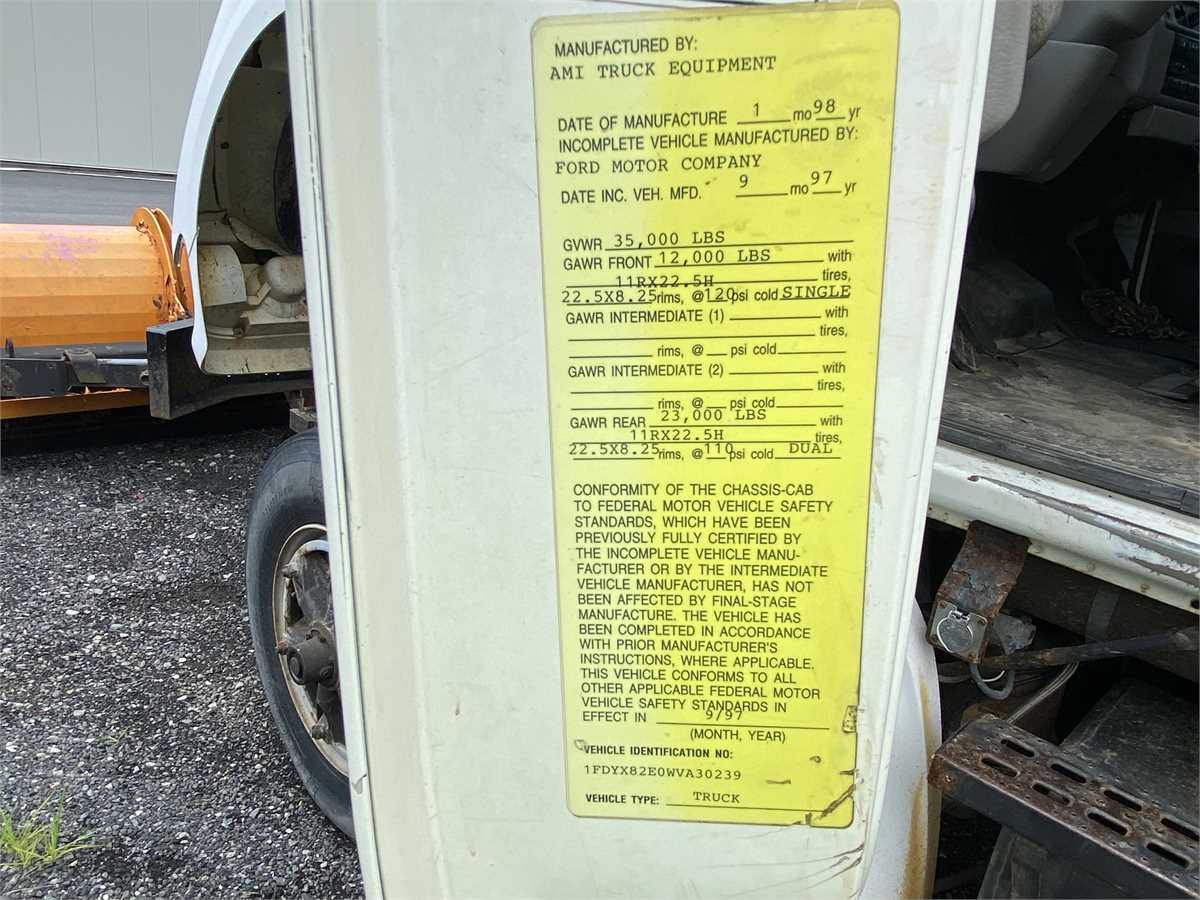 MANUFACTURED BY:
AMI TRUCK EQUIPMENT
DATE OF MANUFACTURE 1 mo 98 yr
INCOMPLETE VEHICLE MANUFACTURED BY:
FORD MOTOR COMPANY
DATE INC. VEH. MFD. 9 mo 97 yr
GVWR 35,000 LBS
GAWR FRONT 12,000 LBS with
11RX22.5H tires,
22.5X8.25 rims, @ 120 psi cold SINGLE
GAWR INTERMEDIATE (1) with
tires,
rims, @ psi cold
GAWR INTERMEDIATE (2) with
tires,
rims, @ psi cold
GAWR REAR 23,000 LBS with
11RX22.5H tires,
22.5X8.25 rims, @ 110 psi cold DUAL
CONFORMITY OF THE CHASSIS-CAB
TO FEDERAL MOTOR VEHICLE SAFETY
STANDARDS, WHICH HAVE BEEN
PREVIOUSLY FULLY CERTIFIED BY
THE INCOMPLETE VEHICLE MANU-
FACTURER OR BY THE INTERMEDIATE
VEHICLE MANUFACTURER, HAS NOT
BEEN AFFECTED BY FINAL-STAGE
MANUFACTURE. THE VEHICLE HAS
BEEN COMPLETED IN ACCORDANCE
WITH PRIOR MANUFACTURER'S
INSTRUCTIONS, WHERE APPLICABLE.
THIS VEHICLE CONFORMS TO ALL
OTHER APPLICABLE FEDERAL MOTOR
VEHICLE SAFETY STANDARDS IN
EFFECT IN 9/97
(MONTH, YEAR)
VEHICLE IDENTIFICATION NO:
1FDYX82E0WVA30239
VEHICLE TYPE: TRUCK